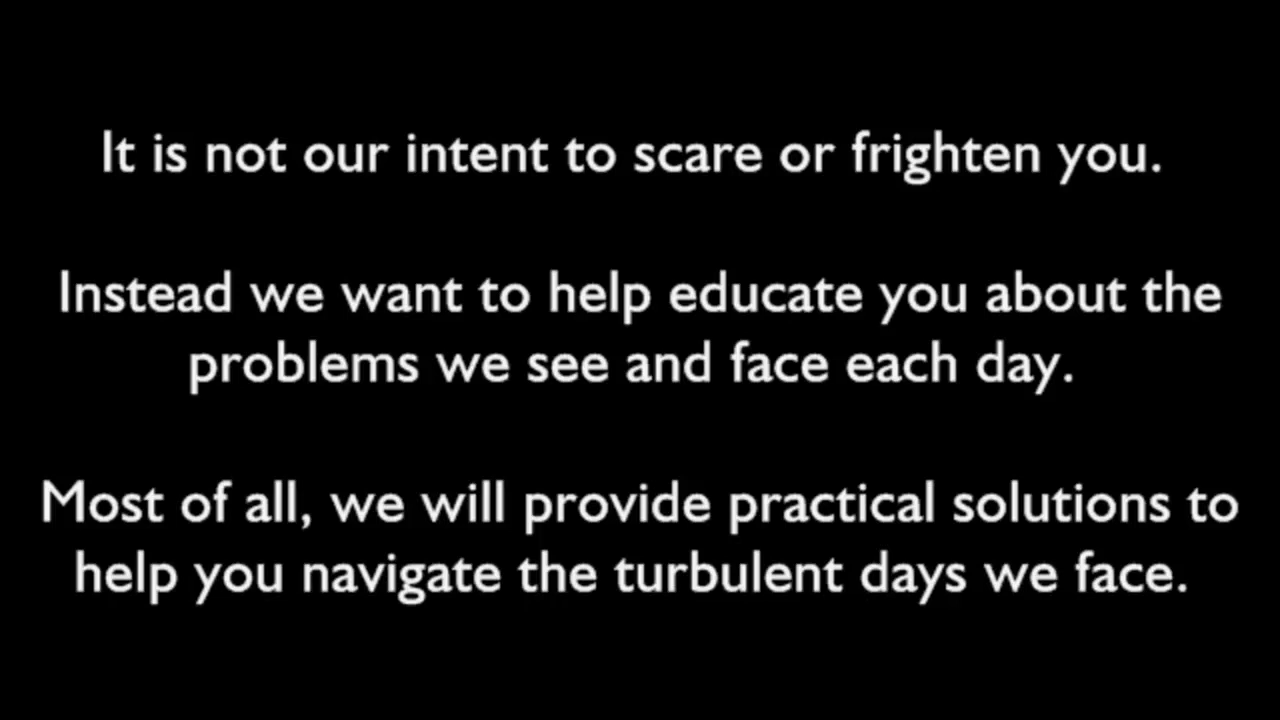 It is not our intent to scare or frighten you.
Instead we want to help educate you about the
problems we see and face each day.
Most of all, we will provide practical solutions to
help you navigate the turbulent days we face.